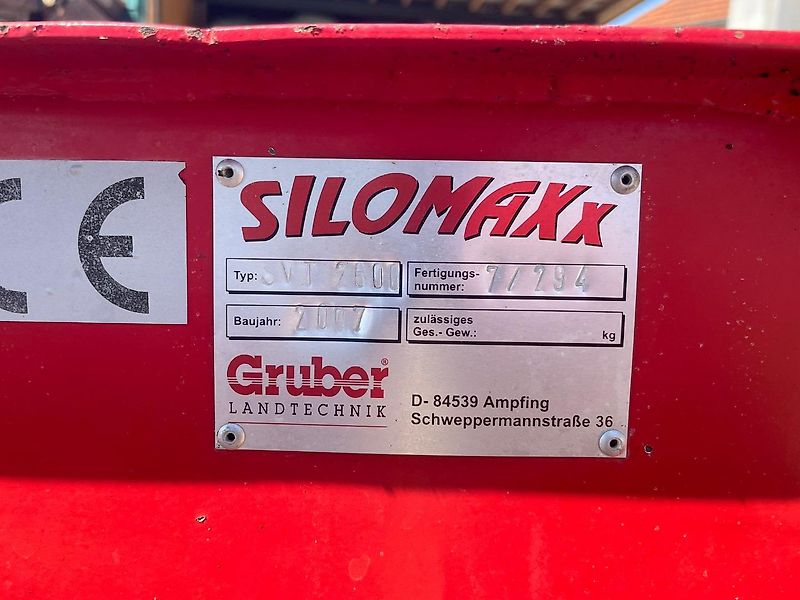 CE
SILOMAXX
Typ: SVT 2600
Fertigungs-
nummer: 7/294
Baujahr: 2007
zulässiges
Ges.- Gew.: kg
Gruber®
LANDTECHNIK
D- 84539 Ampfing
Schweppermannstraße 36